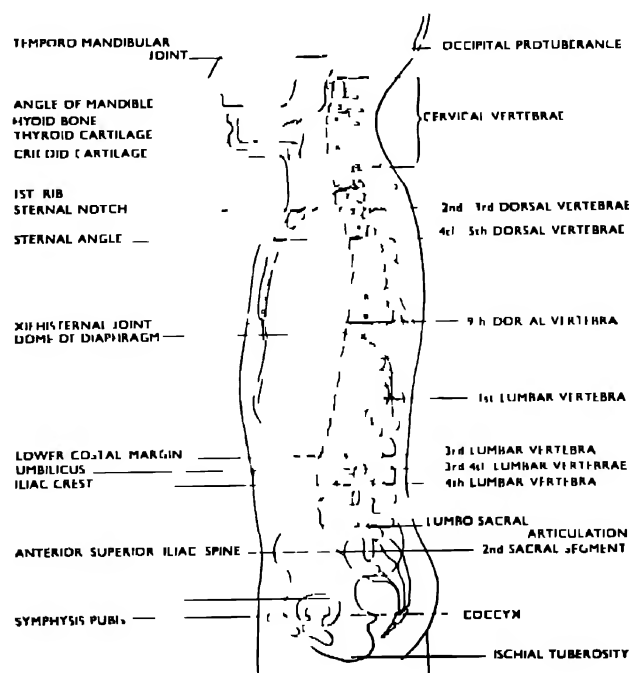 TEMPORO MANDIBULAR
JOINT
ANGLE OF MANDIBLE
HYOID BONE
THYROID CARTILAGE
CRICOID CARTILAGE
1ST RIB
STERNAL NOTCH
STERNAL ANGLE
XIPHISTERNAL JOINT
DOME OF DIAPHRAGM
LOWER COSTAL MARGIN
UMBILICUS
ILIAC CREST
ANTERIOR SUPERIOR ILIAC SPINE
SYMPHYSIS PUBIS
OCCIPITAL PROTUBERANCE
CERVICAL VERTEBRAE
2nd 3rd DORSAL VERTEBRAE
4th 5th DORSAL VERTEBRAE
9th DORSAL VERTEBRA
1st LUMBAR VERTEBRA
3rd LUMBAR VERTEBRA
3rd 4th LUMBAR VERTEBRAE
4th LUMBAR VERTEBRA
LUMBO SACRAL
ARTICULATION
2nd SACRAL SEGMENT
COCCYX
ISCHIAL TUBEROSITY